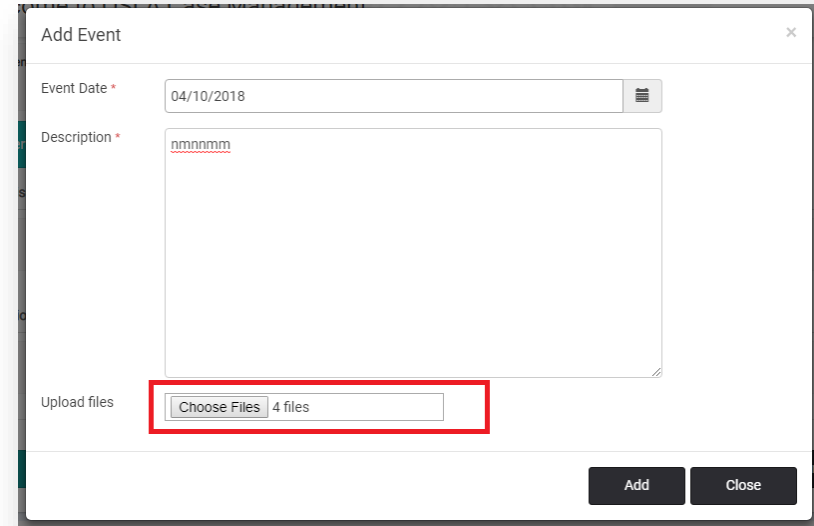 Add Event ×
Event Date *
04/10/2018
Description *
nmnnmm
Upload files
Choose Files 4 files
Add
Close